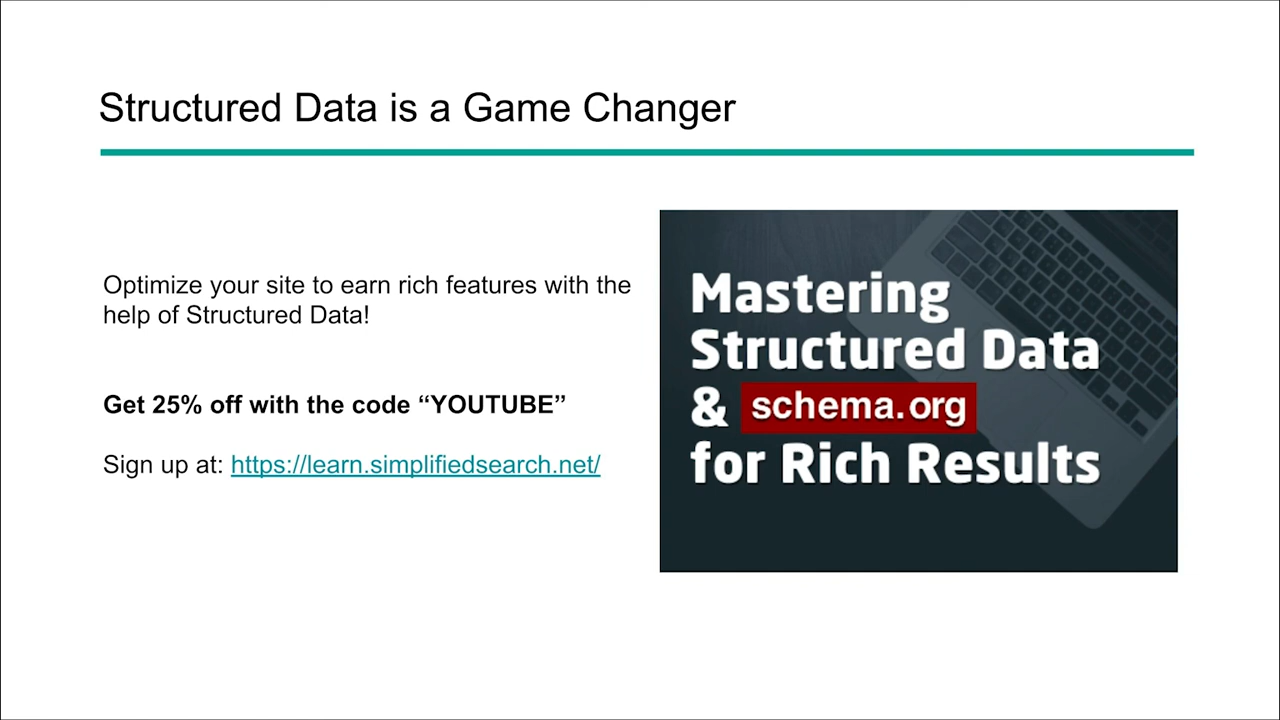 Structured Data is a Game Changer
Optimize your site to earn rich features with the
help of Structured Data!
Get 25% off with the code “YOUTUBE”
Sign up at: https://learn.simplifiedsearch.net/
Mastering
Structured Data
& schema.org
for Rich Results